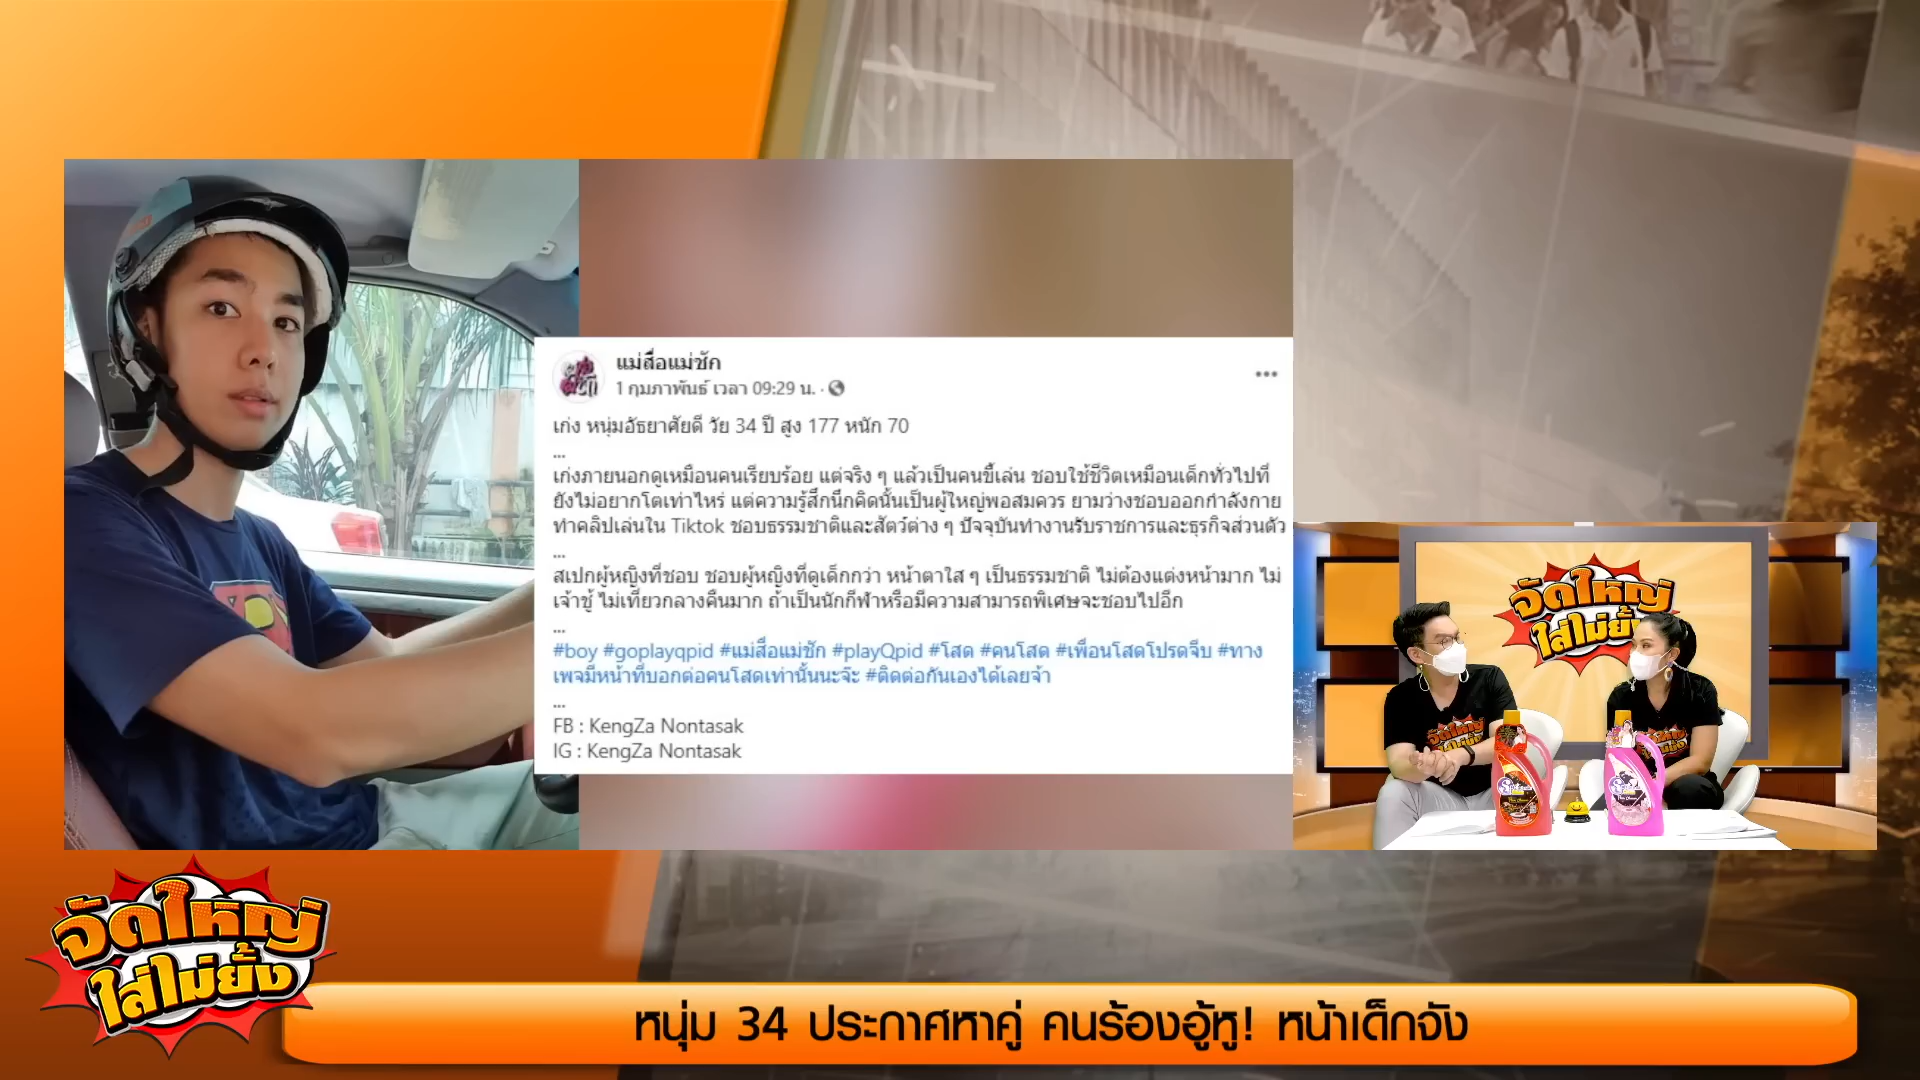 แม่สื่อแม่ชัก
1 กุมภาพันธ์ เวลา 09:29 น. ·
เก่ง หนุ่มอัธยาศัยดี วัย 34 ปี สูง 177 หนัก 70
...
เก่งภายนอกดูเหมือนคนเรียบร้อย แต่จริง ๆ แล้วเป็นคนขี้เล่น ชอบใช้ชีวิตเหมือนเด็กทั่วไปที่
ยังไม่อยากโตเท่าไหร่ แต่ความรู้สึกนึกคิดนั้นเป็นผู้ใหญ่พอสมควร ยามว่างชอบออกกำลังกาย
ทำคลิปเล่นใน Tiktok ชอบธรรมชาติและสัตว์ต่าง ๆ ปัจจุบันทำงานรับราชการและธุรกิจส่วนตัว
...
สเปกผู้หญิงที่ชอบ ชอบผู้หญิงที่ดูเด็กกว่า หน้าตาใส ๆ เป็นธรรมชาติ ไม่ต้องแต่งหน้ามาก ไม่
เจ้าชู้ ไม่เที่ยวกลางคืนมาก ถ้าเป็นนักกีฬาหรือมีความสามารถพิเศษจะชอบไปอีก
...
#boy #goplayqpid #แม่สื่อแม่ชัก #playQpid #โสด #คนโสด #เพื่อนโสดโปรดจีบ #ทาง
เพจมีหน้าที่บอกต่อคนโสดเท่านั้นนะจ๊ะ #ติดต่อกันเองได้เลยจ้า
...
FB : KengZa Nontasak
IG : KengZa Nontasak
จัดใหญ่
ใส่ไม่ยั้ง
จัดใหญ่
ใส่ไม่ยั้ง
หนุ่ม 34 ประกาศหาคู่ คนร้องอู้หู! หน้าเด็กจัง